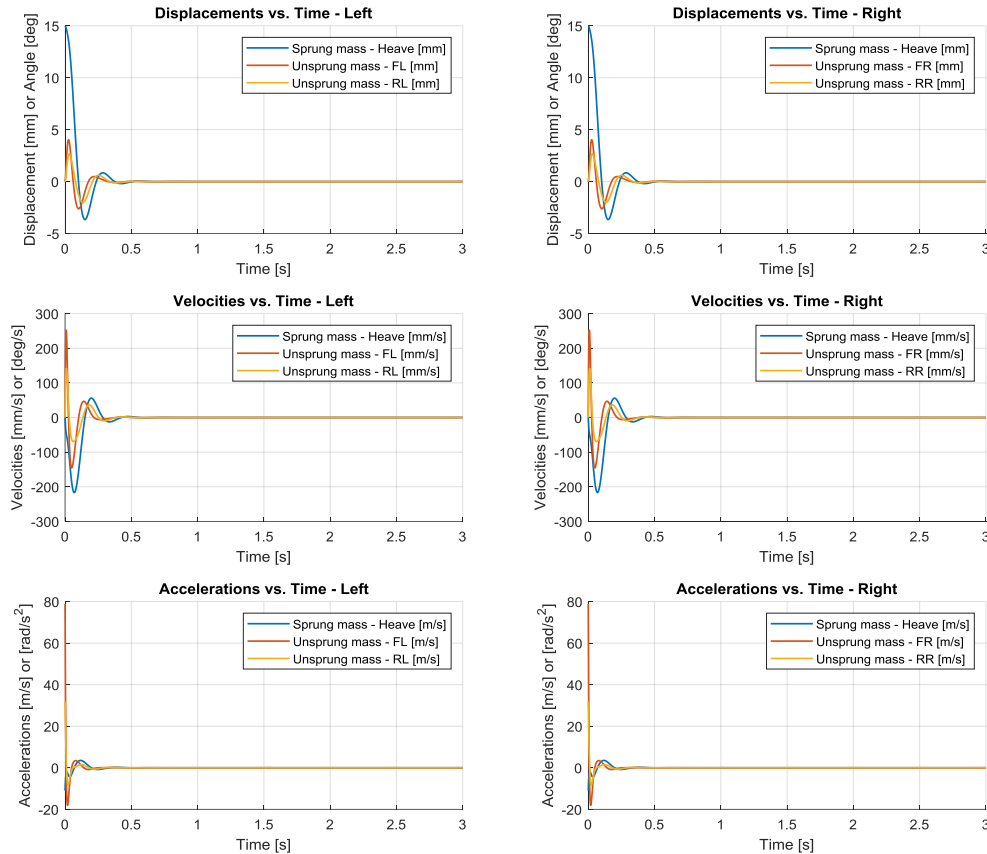 Displacements vs. Time - Left
Displacement [mm] or Angle [deg]
15
10
5
0
-5
Sprung mass - Heave [mm]
Unsprung mass - FL [mm]
Unsprung mass - RL [mm]
0 0.5 1 1.5 2 2.5 3
Time [s]
Displacements vs. Time - Right
Displacement [mm] or Angle [deg]
15
10
5
0
-5
Sprung mass - Heave [mm]
Unsprung mass - FR [mm]
Unsprung mass - RR [mm]
0 0.5 1 1.5 2 2.5 3
Time [s]
Velocities vs. Time - Left
Velocities [mm/s] or [deg/s]
300
200
100
0
-100
-200
-300
Sprung mass - Heave [mm/s]
Unsprung mass - FL [mm/s]
Unsprung mass - RL [mm/s]
0 0.5 1 1.5 2 2.5 3
Time [s]
Velocities vs. Time - Right
Velocities [mm/s] or [deg/s]
300
200
100
0
-100
-200
-300
Sprung mass - Heave [mm/s]
Unsprung mass - FR [mm/s]
Unsprung mass - RR [mm/s]
0 0.5 1 1.5 2 2.5 3
Time [s]
Accelerations vs. Time - Left
Accelerations [m/s] or [rad/s²]
80
60
40
20
0
-20
Sprung mass - Heave [m/s]
Unsprung mass - FL [m/s]
Unsprung mass - RL [m/s]
0 0.5 1 1.5 2 2.5 3
Time [s]
Accelerations vs. Time - Right
Accelerations [m/s] or [rad/s²]
80
60
40
20
0
-20
Sprung mass - Heave [m/s]
Unsprung mass - FR [m/s]
Unsprung mass - RR [m/s]
0 0.5 1 1.5 2 2.5 3
Time [s]